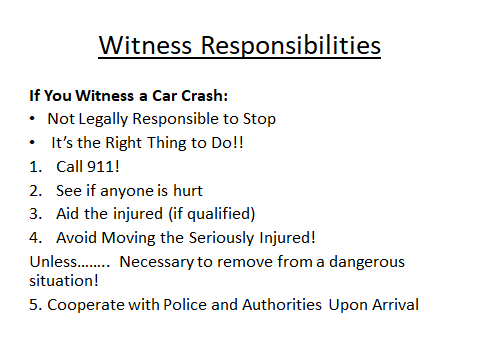 Witness Responsibilities
If You Witness a Car Crash:
• Not Legally Responsible to Stop
• It's the Right Thing to Do!!
1. Call 911!
2. See if anyone is hurt
3. Aid the injured (if qualified)
4. Avoid Moving the Seriously Injured!
Unless…….. Necessary to remove from a dangerous
situation!
5. Cooperate with Police and Authorities Upon Arrival